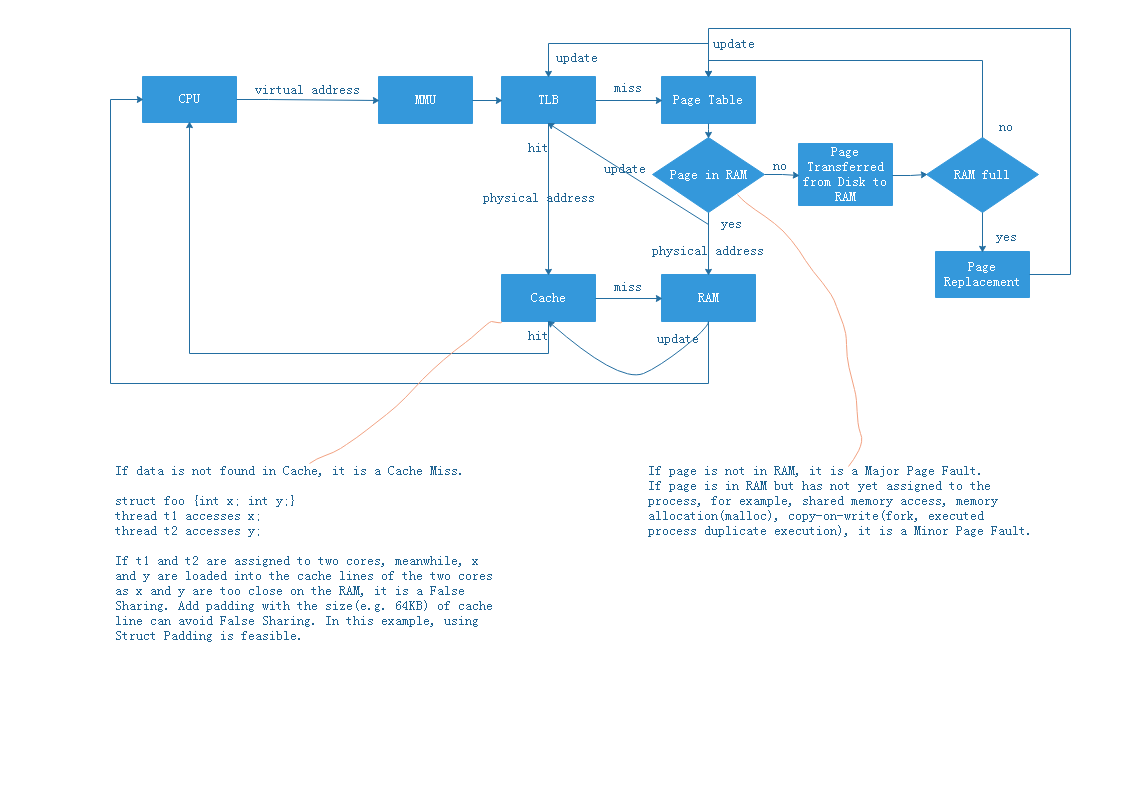 update
update
CPU
virtual address
MMU
TLB
miss
Page Table
no
hit
update
Page in RAM
no
Page
Transferred
from Disk to
RAM
RAM full
physical address
yes
yes
physical address
Page
Replacement
Cache
miss
RAM
hit
update
If data is not found in Cache, it is a Cache Miss.
struct foo {int x; int y;}
thread t1 accesses x;
thread t2 accesses y;
If t1 and t2 are assigned to two cores, meanwhile, x
and y are loaded into the cache lines of the two cores
as x and y are too close on the RAM, it is a False
Sharing. Add padding with the size(e.g. 64KB) of cache
line can avoid False Sharing. In this example, using
Struct Padding is feasible.
If page is not in RAM, it is a Major Page Fault.
If page is in RAM but has not yet assigned to the
process, for example, shared memory access, memory
allocation(malloc), copy-on-write(fork, executed
process duplicate execution), it is a Minor Page Fault.